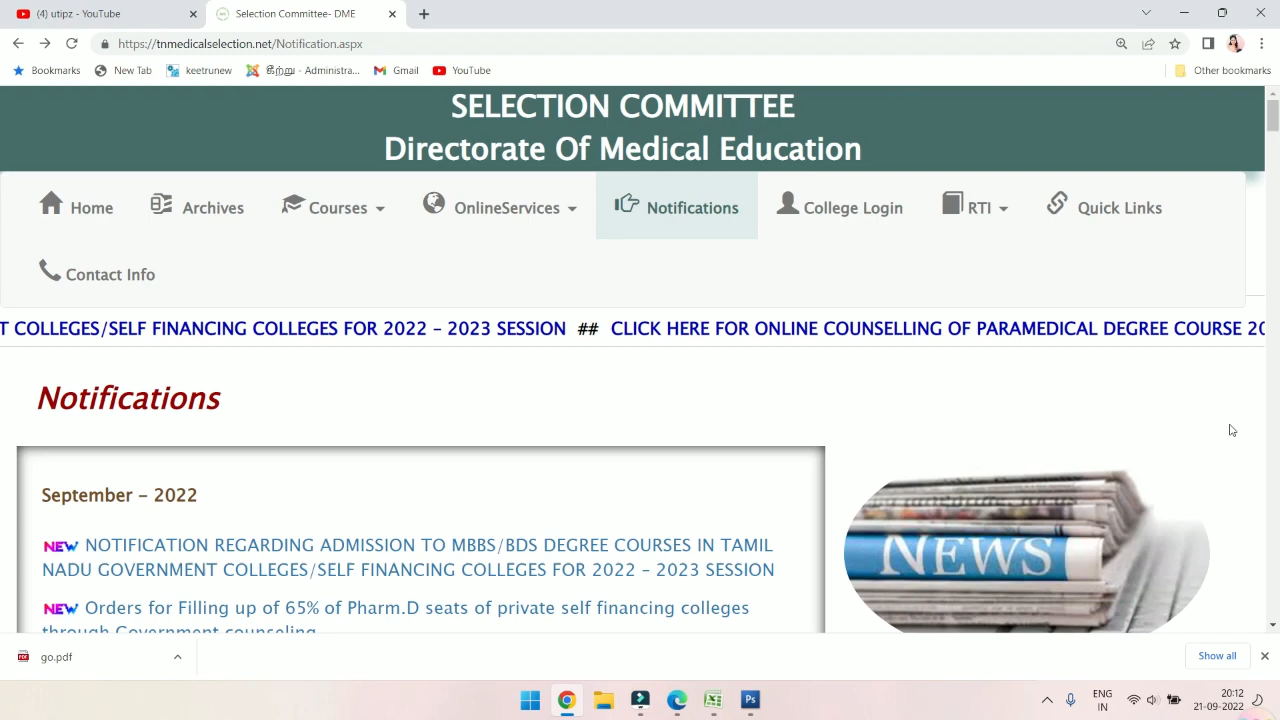 (4) utipz - YouTube
Selection Committee- DME
https://tnmedicalselection.net/Notification.aspx
Bookmarks New Tab keetrunew இீழுடி - Administra... Gmail YouTube Other bookmarks
SELECTION COMMITTEE
Directorate Of Medical Education
Home Archives Courses OnlineServices Notifications College Login RTI Quick Links
Contact Info
T COLLEGES/SELF FINANCING COLLEGES FOR 2022 – 2023 SESSION ## CLICK HERE FOR ONLINE COUNSELLING OF PARAMEDICAL DEGREE COURSE 20
Notifications
September – 2022
NEW NOTIFICATION REGARDING ADMISSION TO MBBS/BDS DEGREE COURSES IN TAMIL
NADU GOVERNMENT COLLEGES/SELF FINANCING COLLEGES FOR 2022 – 2023 SESSION
NEW Orders for Filling up of 65% of Pharm.D seats of private self financing colleges
through Government counseling
NEWS
go.pdf
Show all
ENG
IN
20:12
21-09-2022